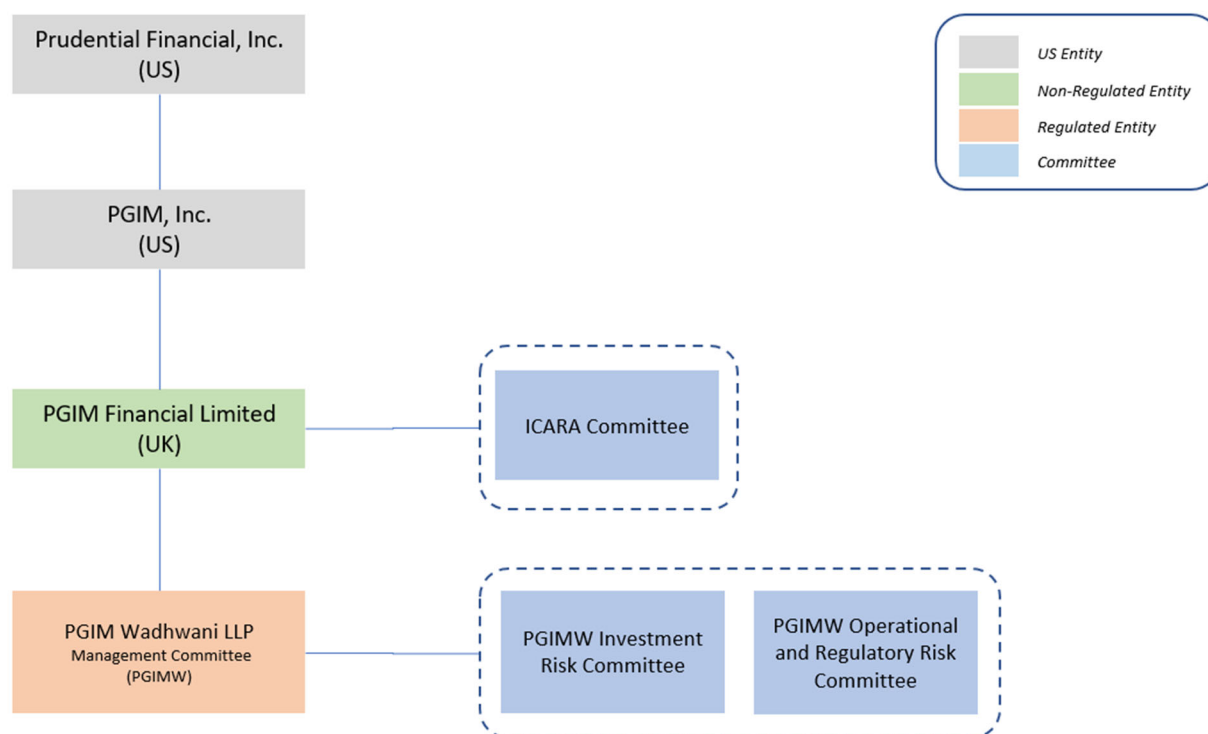 Prudential Financial, Inc.
(US)
US Entity
Non-Regulated Entity
Regulated Entity
Committee
PGIM, Inc.
(US)
PGIM Financial Limited
(UK)
ICARA Committee
PGIM Wadhwani LLP
Management Committee
(PGIMW)
PGIMW Investment
Risk Committee
PGIMW Operational
and Regulatory Risk
Committee